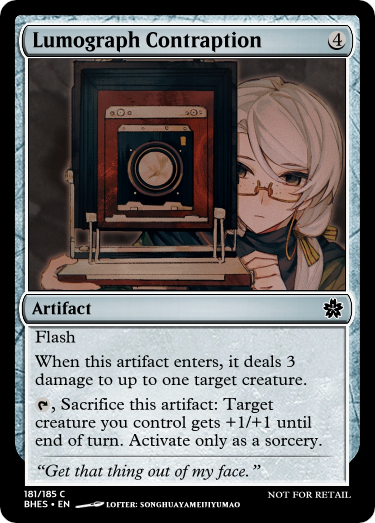 Lumograph Contraption 4
Artifact
Flash
When this artifact enters, it deals 3
damage to up to one target creature.
, Sacrifice this artifact: Target
creature you control gets +1/+1 until
end of turn. Activate only as a sorcery.
“Get that thing out of my face.”
181/185 C NOT FOR RETAIL
BHES • EN LOFTER: SONGHUAYAMEIJIYUMAO